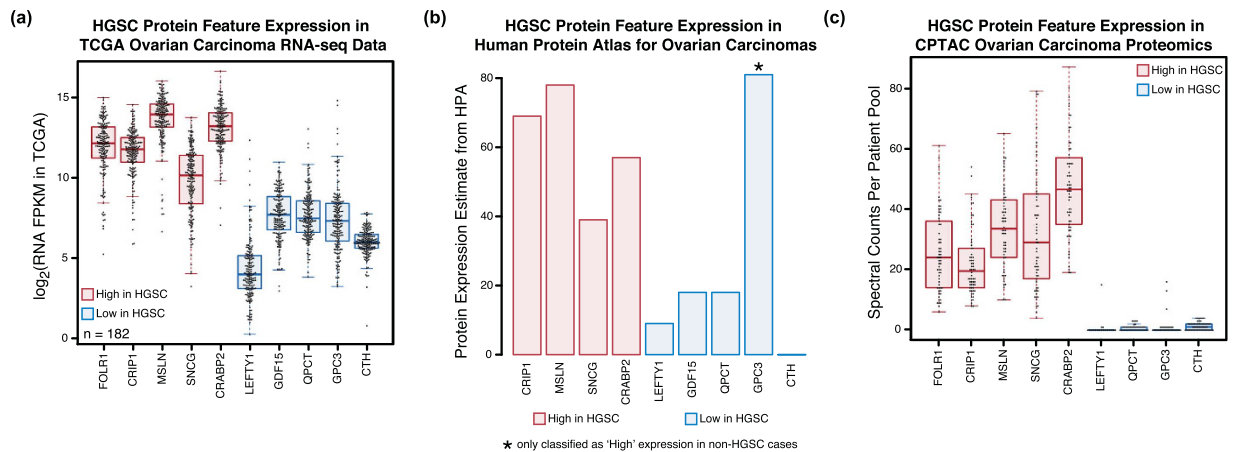 (a)
HGSC Protein Feature Expression in
TCGA Ovarian Carcinoma RNA-seq Data
log2(RNA FPKM in TCGA)
15
10
5
0
High in HGSC
Low in HGSC
n = 182
FOLR1
CRIP1
MSLN
SNCG
CRABP2
LEFTY1
GDF15
QPCT
GPC3
CTH
(b)
HGSC Protein Feature Expression in
Human Protein Atlas for Ovarian Carcinomas
Protein Expression Estimate from HPA
80
60
40
20
0
*
CRIP1
MSLN
SNCG
CRABP2
LEFTY1
GDF15
QPCT
GPC3
CTH
High in HGSC
Low in HGSC
* only classified as 'High' expression in non-HGSC cases
(c)
HGSC Protein Feature Expression in
CPTAC Ovarian Carcinoma Proteomics
Spectral Counts Per Patient Pool
High in HGSC
Low in HGSC
80
60
40
20
0
FOLR1
CRIP1
MSLN
SNCG
CRABP2
LEFTY1
QPCT
GPC3
CTH